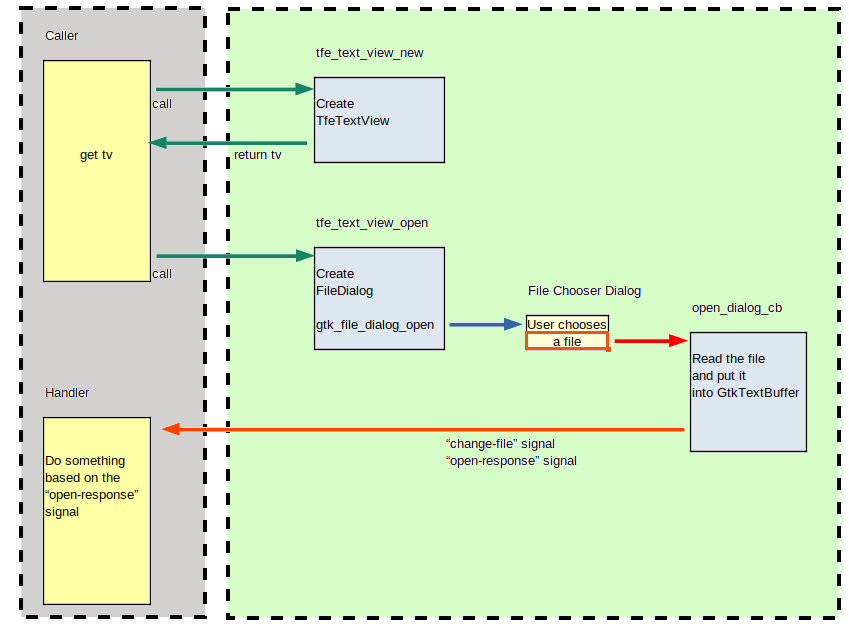 Caller
get tv
call
return tv
call
tfe_text_view_new
Create
TfeTextView
tfe_text_view_open
Create
FileDialog
gtk_file_dialog_open
File Chooser Dialog
User chooses
a file
open_dialog_cb
Read the file
and put it
into GtkTextBuffer
“change-file” signal
“open-response” signal
Handler
Do something
based on the
“open-response”
signal